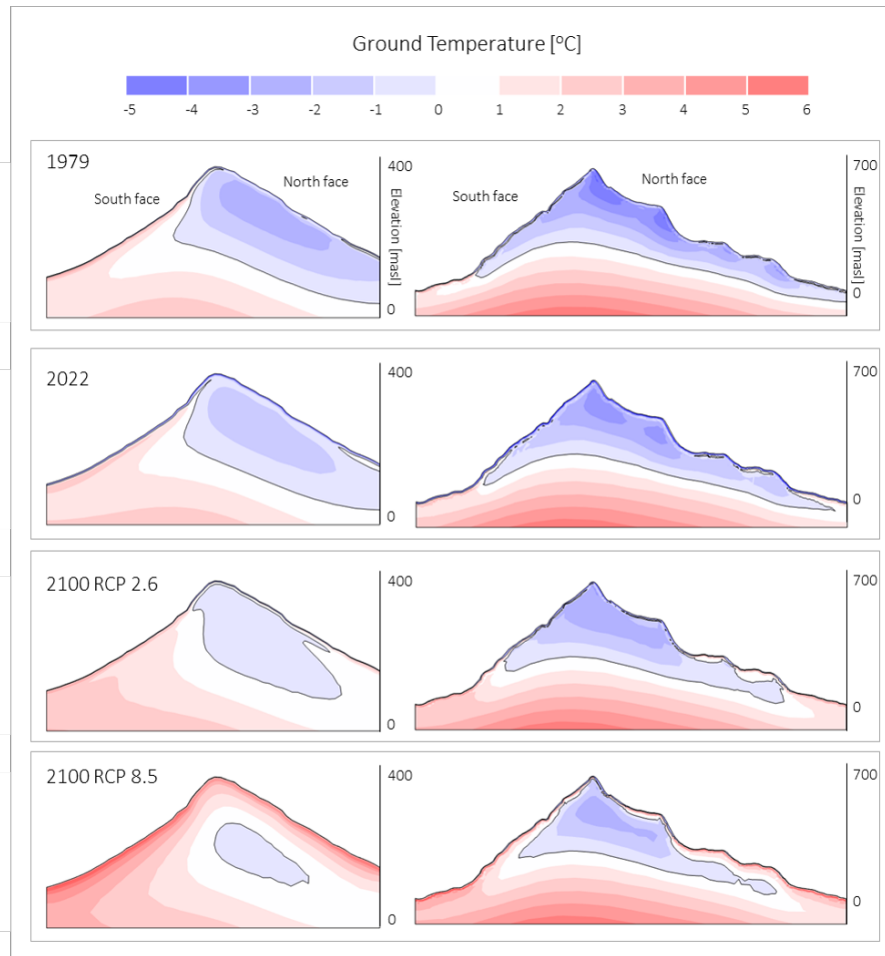 Ground Temperature [°C]
-5 -4 -3 -2 -1 0 1 2 3 4 5 6
1979
South face
North face
400
Elevation [masl]
0
South face
North face
700
Elevation [masl]
0
2022
400
0
700
0
2100 RCP 2.6
400
0
700
0
2100 RCP 8.5
400
0
700
0